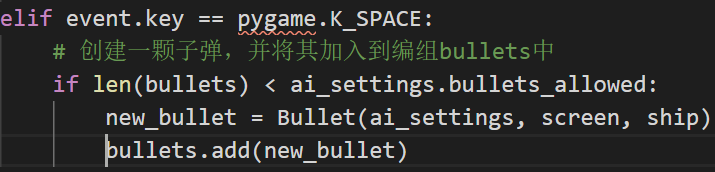 elif event.key == pygame.K_SPACE:
# 创建一颗子弹，并将其加入到编组bullets中
if len(bullets) < ai_settings.bullets_allowed:
new_bullet = Bullet(ai_settings, screen, ship)
bullets.add(new_bullet)